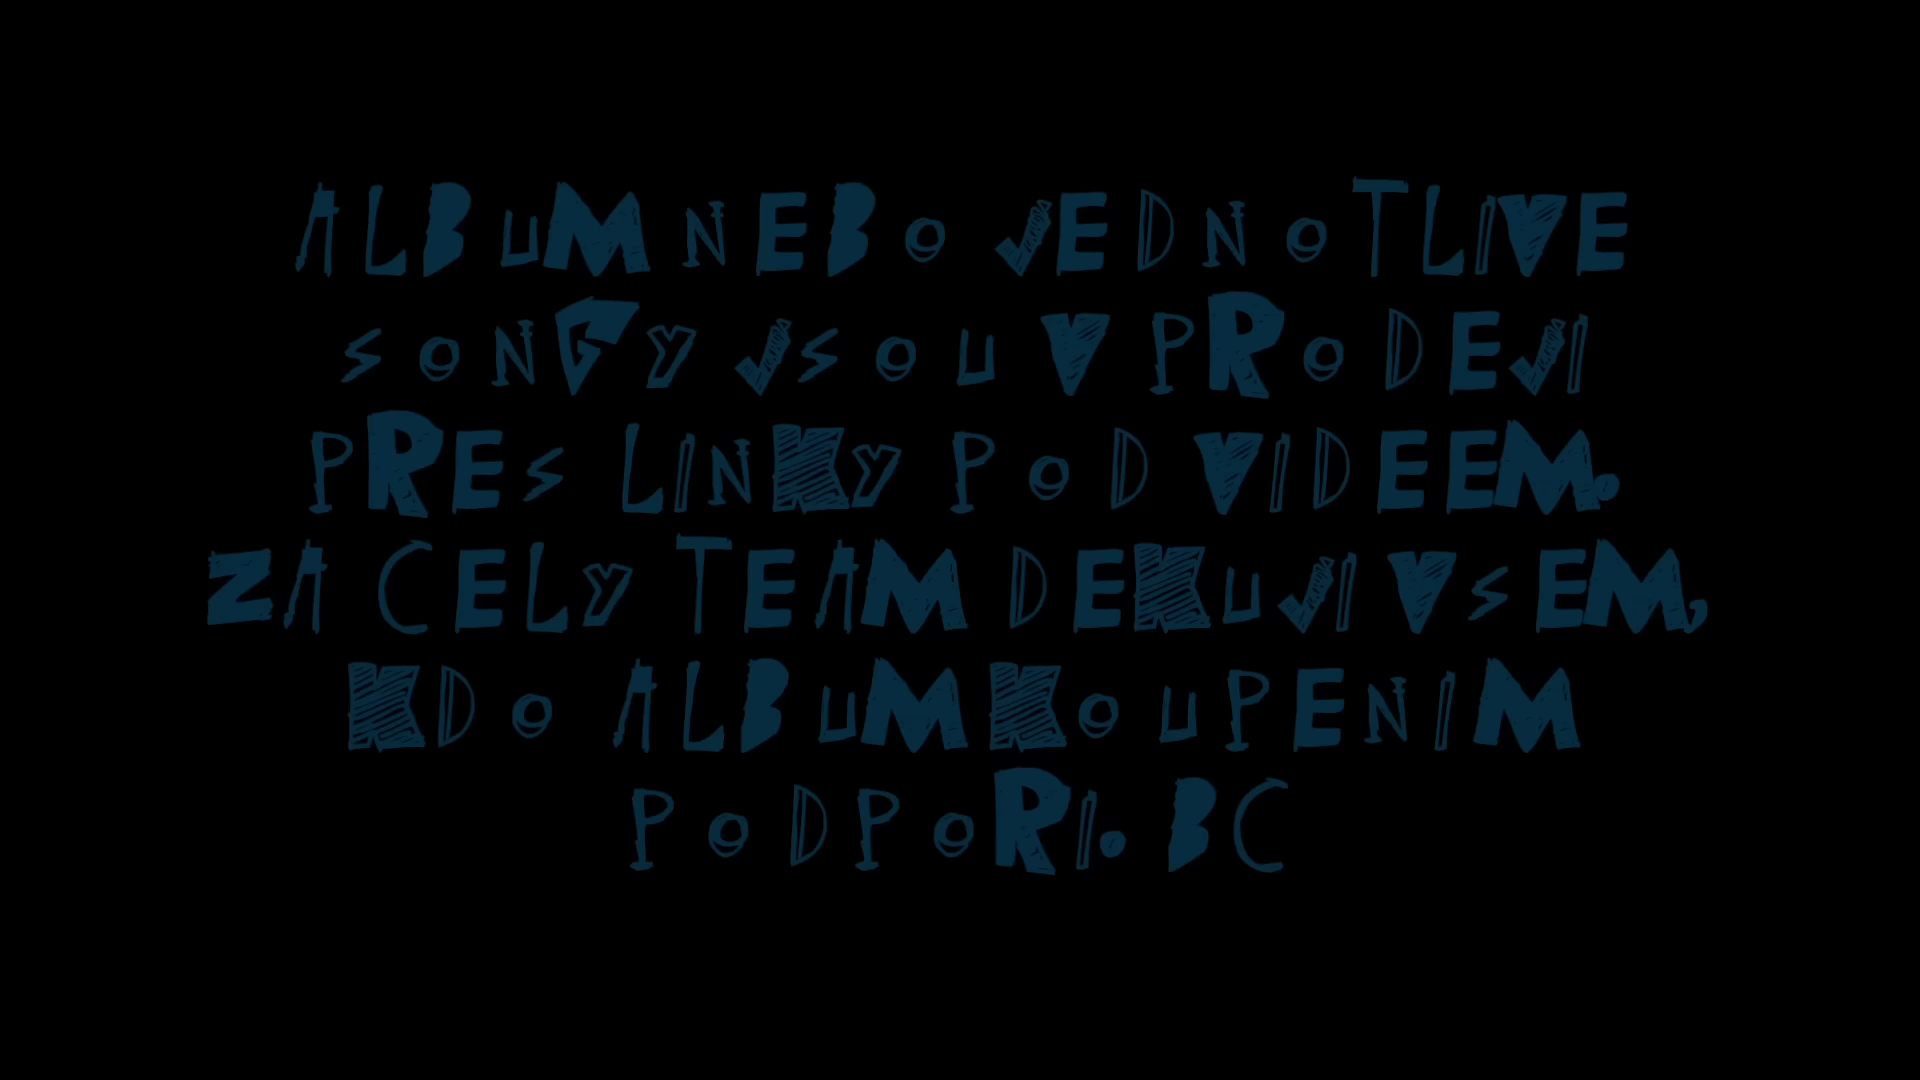 ALBUM NEBO JEDNOTLIVE
SONGY JSOU V PRODEJI
PRES LINKY POD VIDEEM.
ZA CELY TEAM DEKUJI VSEM,
KDO ALBUM KOUPENIM
PODPORI. BC